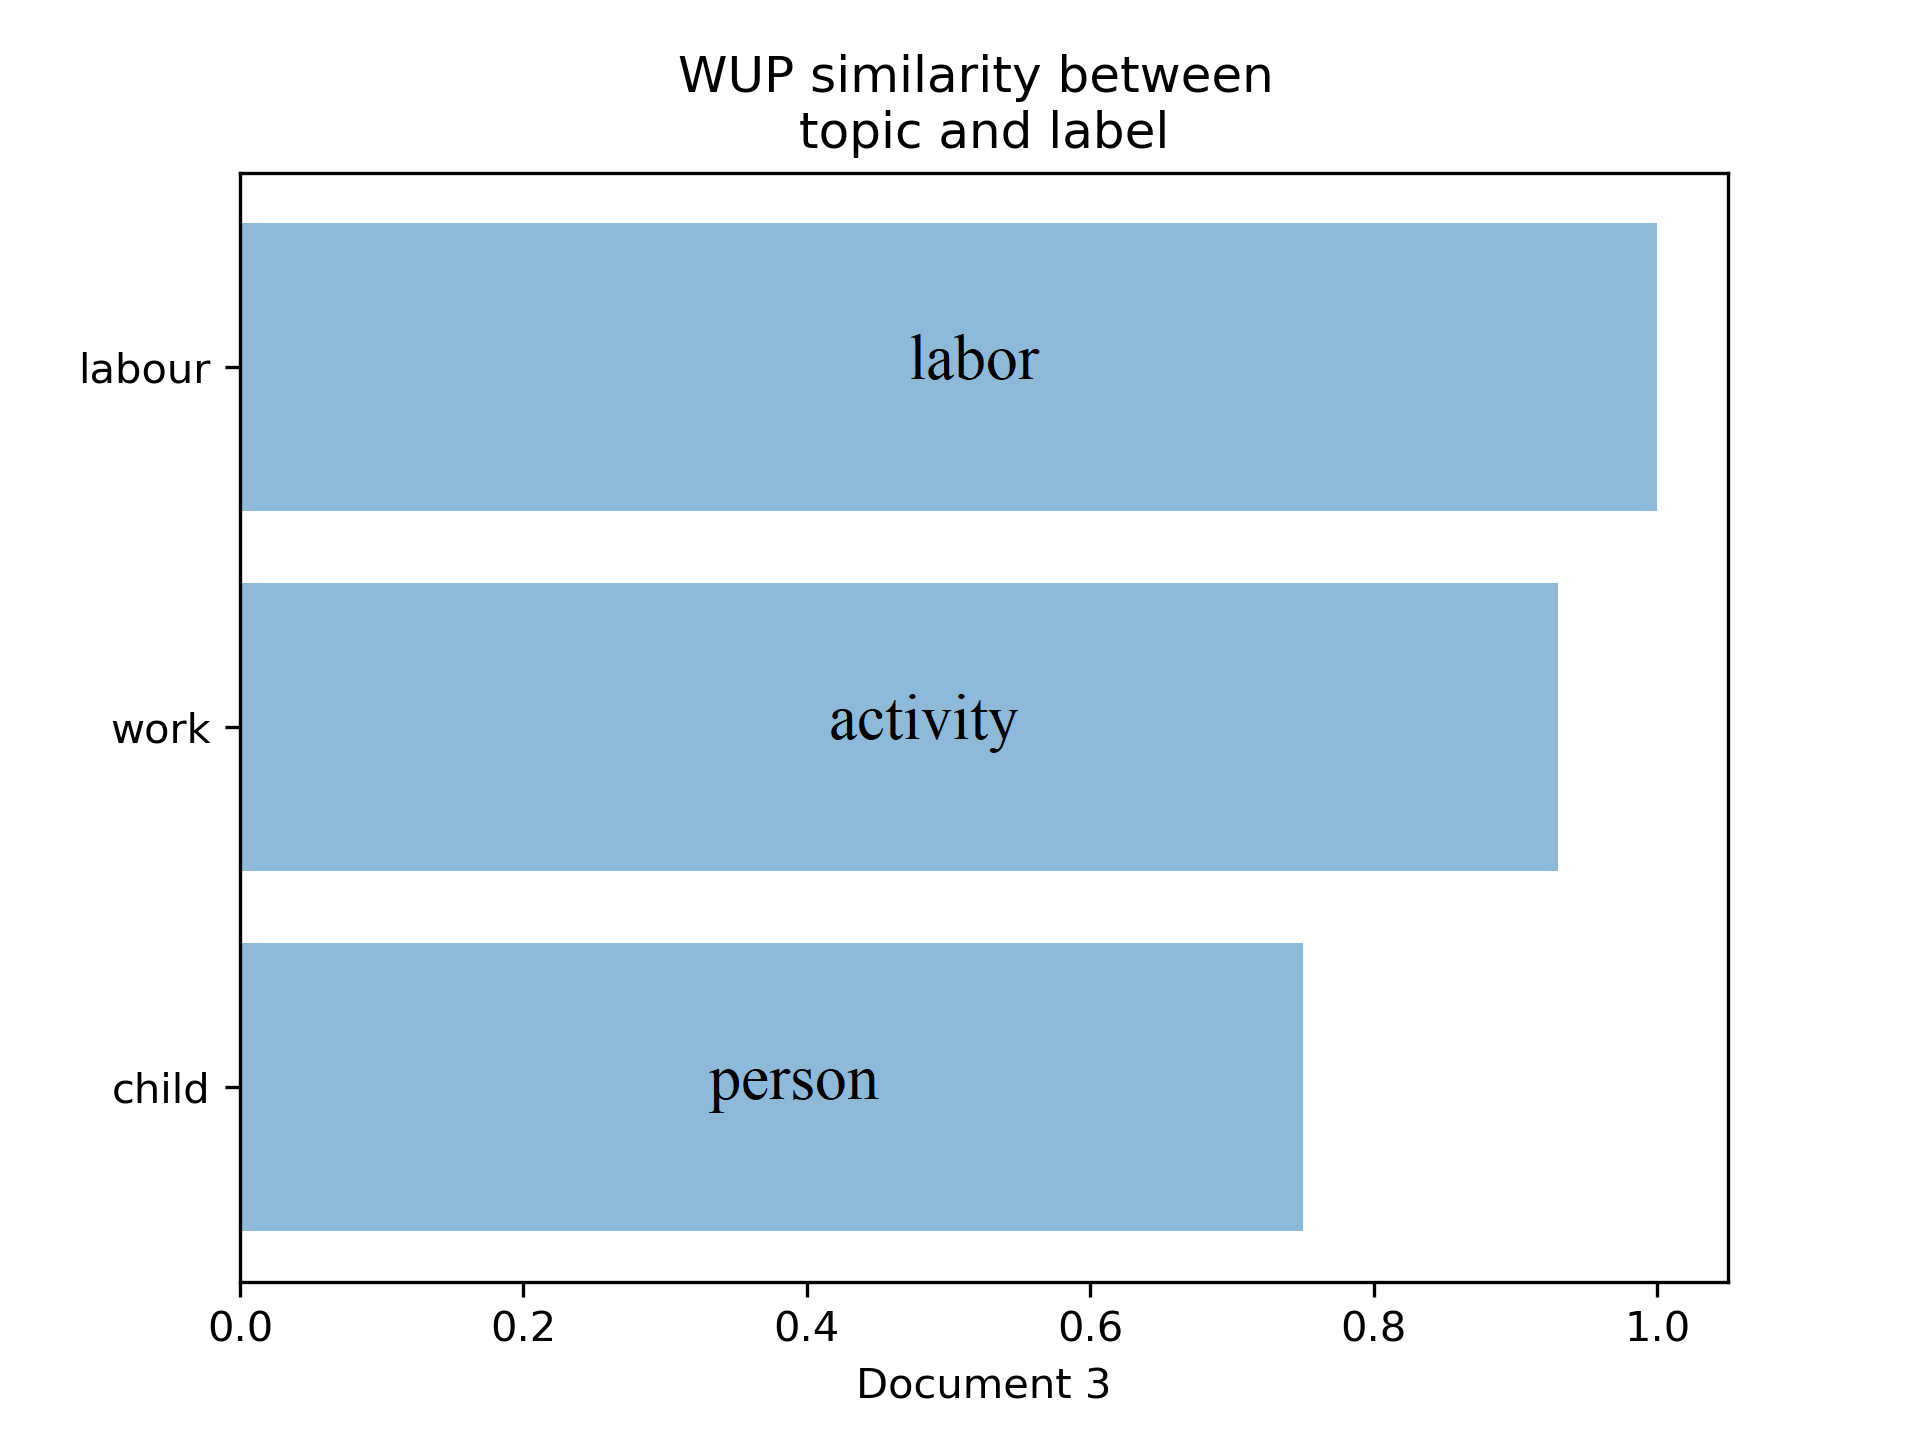 WUP similarity between
topic and label
labour
labor
work
activity
child
person
0.0 0.2 0.4 0.6 0.8 1.0
Document 3